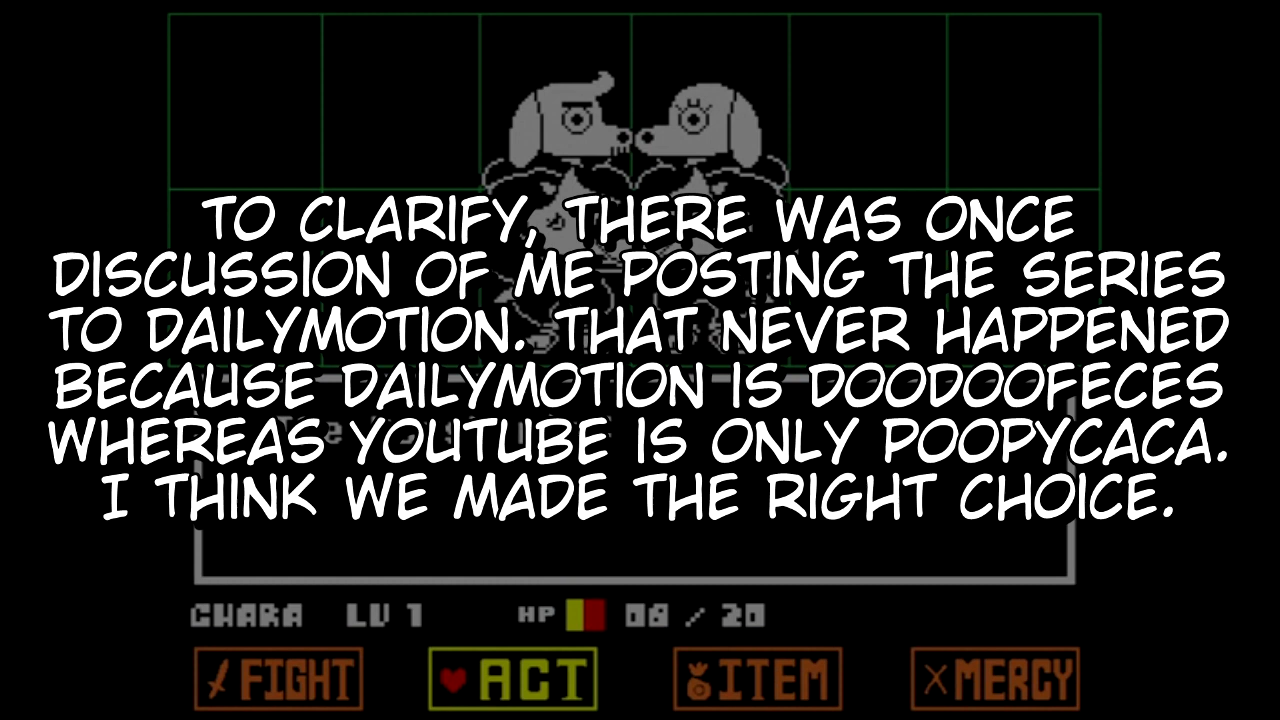 TO CLARIFY, THERE WAS ONCE
DISCUSSION OF ME POSTING THE SERIES
TO DAILYMOTION. THAT NEVER HAPPENED
BECAUSE DAILYMOTION IS DOODOOFECES
WHEREAS YOUTUBE IS ONLY POOPYCACA.
I THINK WE MADE THE RIGHT CHOICE.
CHARA LV 1 HP 08 / 20
FIGHT ACT ITEM MERCY